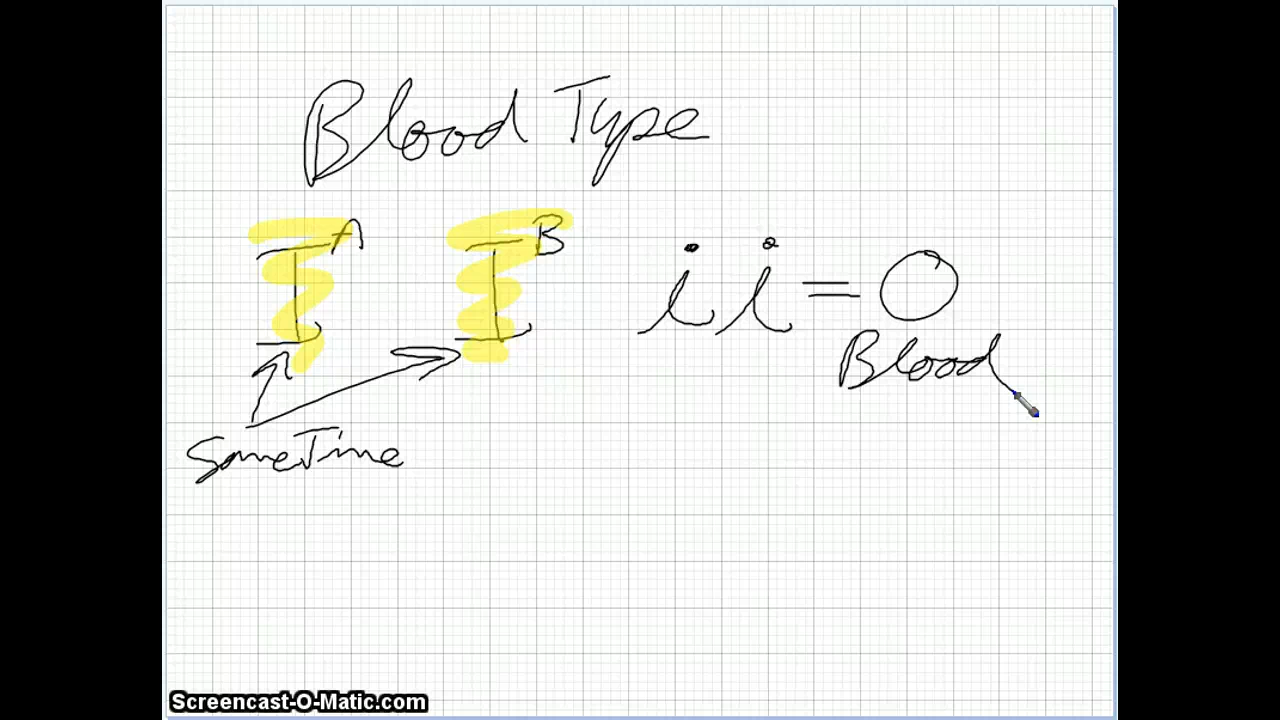 Blood Type
I^A I^B ii = O
Blood
SameTime
Screencast-O-Matic.com